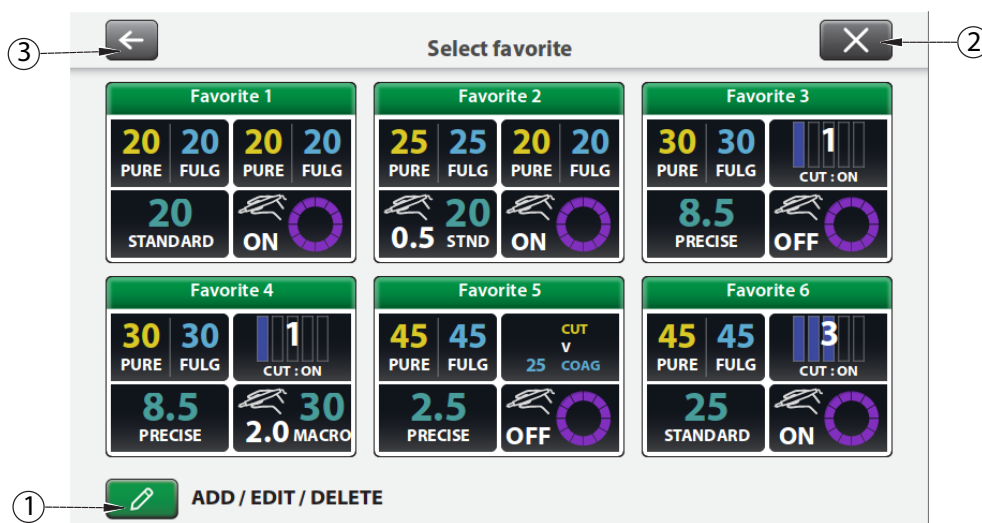 3
Select favorite
2
Favorite 1
20 20 20 20
PURE FULG PURE FULG
20
STANDARD ON
Favorite 2
25 25 20 20
PURE FULG PURE FULG
20
0.5 STND ON
Favorite 3
30 30 1
PURE FULG CUT : ON
8.5
PRECISE OFF
Favorite 4
30 30 1
PURE FULG CUT : ON
8.5 30
PRECISE 2.0 MACRO
Favorite 5
45 45 CUT
V
PURE FULG 25 COAG
2.5
PRECISE OFF
Favorite 6
45 45 3
PURE FULG CUT : ON
25
STANDARD ON
1
ADD / EDIT / DELETE